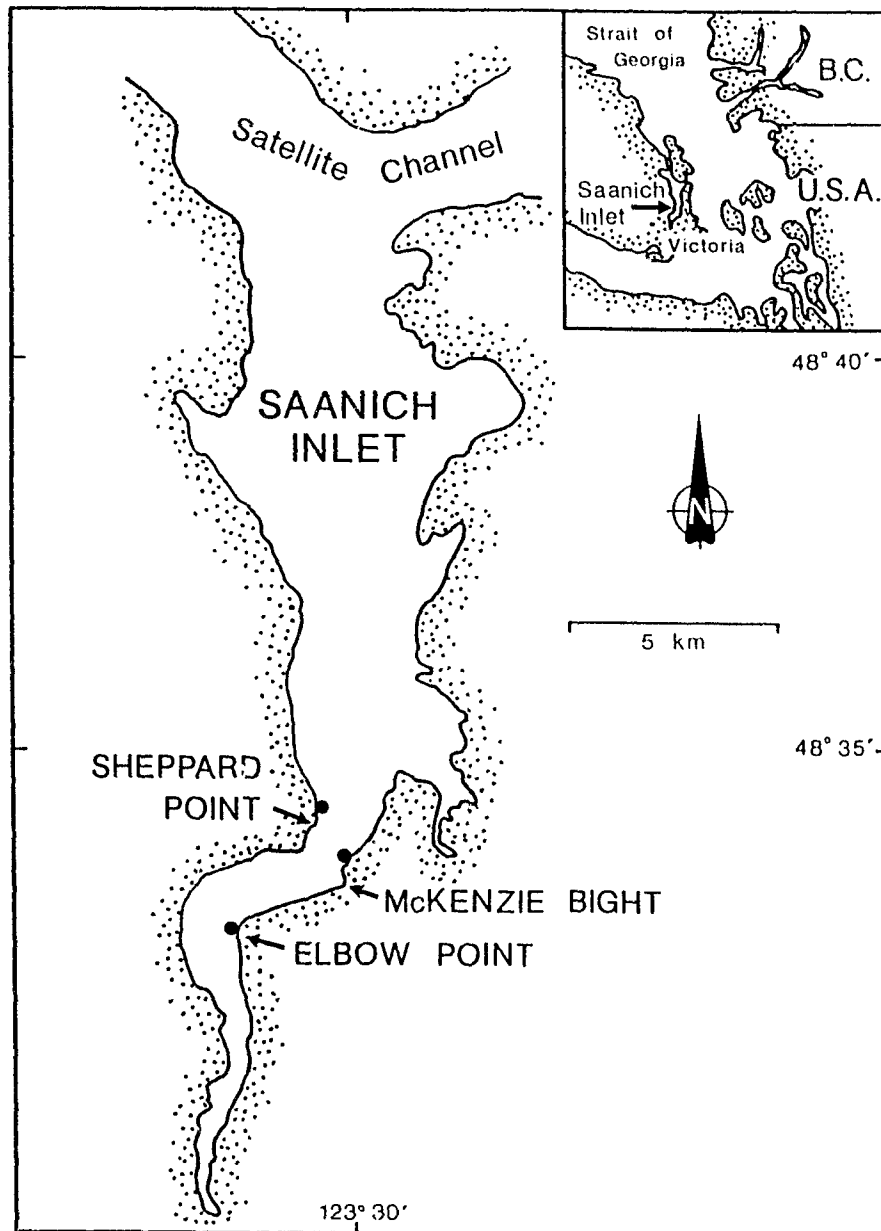 Strait of
Georgia
B.C.
U.S.A.
Saanich
Inlet
Victoria
Satellite Channel
48° 40′
SAANICH
INLET
N
5 km
48° 35′
SHEPPARD
POINT
McKENZIE BIGHT
ELBOW POINT
123° 30′